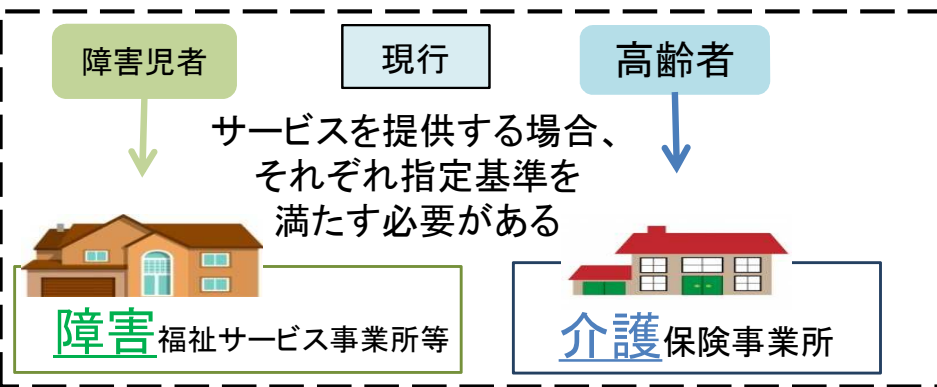 障害児者
現行
高齢者
サービスを提供する場合、
それぞれ指定基準を
満たす必要がある
障害福祉サービス事業所等
介護保険事業所